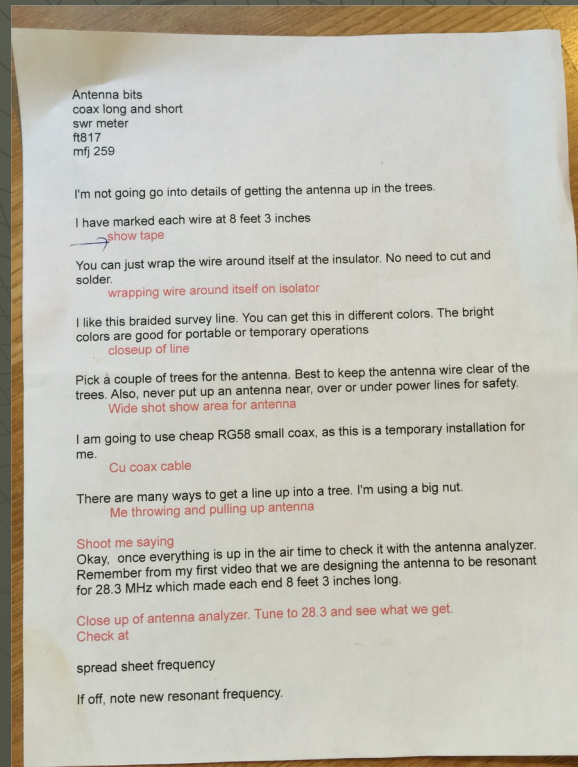 Antenna bits
coax long and short
swr meter
ft817
mfj 259
I'm not going go into details of getting the antenna up in the trees.
I have marked each wire at 8 feet 3 inches
show tape
You can just wrap the wire around itself at the insulator. No need to cut and
solder.
wrapping wire around itself on isolator
I like this braided survey line. You can get this in different colors. The bright
colors are good for portable or temporary operations
closeup of line
Pick a couple of trees for the antenna. Best to keep the antenna wire clear of the
trees. Also, never put up an antenna near, over or under power lines for safety.
Wide shot show area for antenna
I am going to use cheap RG58 small coax, as this is a temporary installation for
me.
Cu coax cable
There are many ways to get a line up into a tree. I'm using a big nut.
Me throwing and pulling up antenna
Shoot me saying
Okay, once everything is up in the air time to check it with the antenna analyzer.
Remember from my first video that we are designing the antenna to be resonant
for 28.3 MHz which made each end 8 feet 3 inches long.
Close up of antenna analyzer. Tune to 28.3 and see what we get.
Check at
spread sheet frequency
If off, note new resonant frequency.